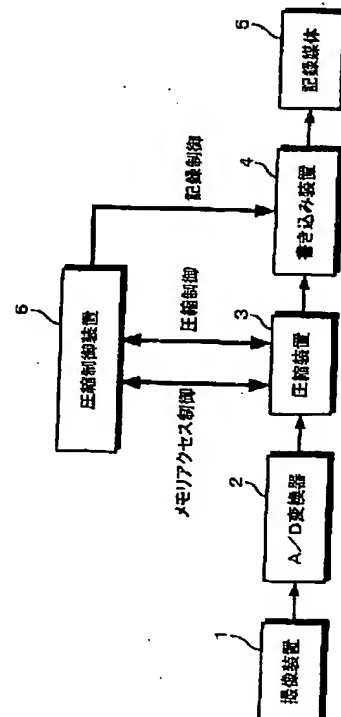 6
圧縮制御装置
メモリアクセス制御
圧縮制御
記録制御
1
撮像装置
2
A/D変換器
3
圧縮装置
4
書き込み装置
5
記録媒体